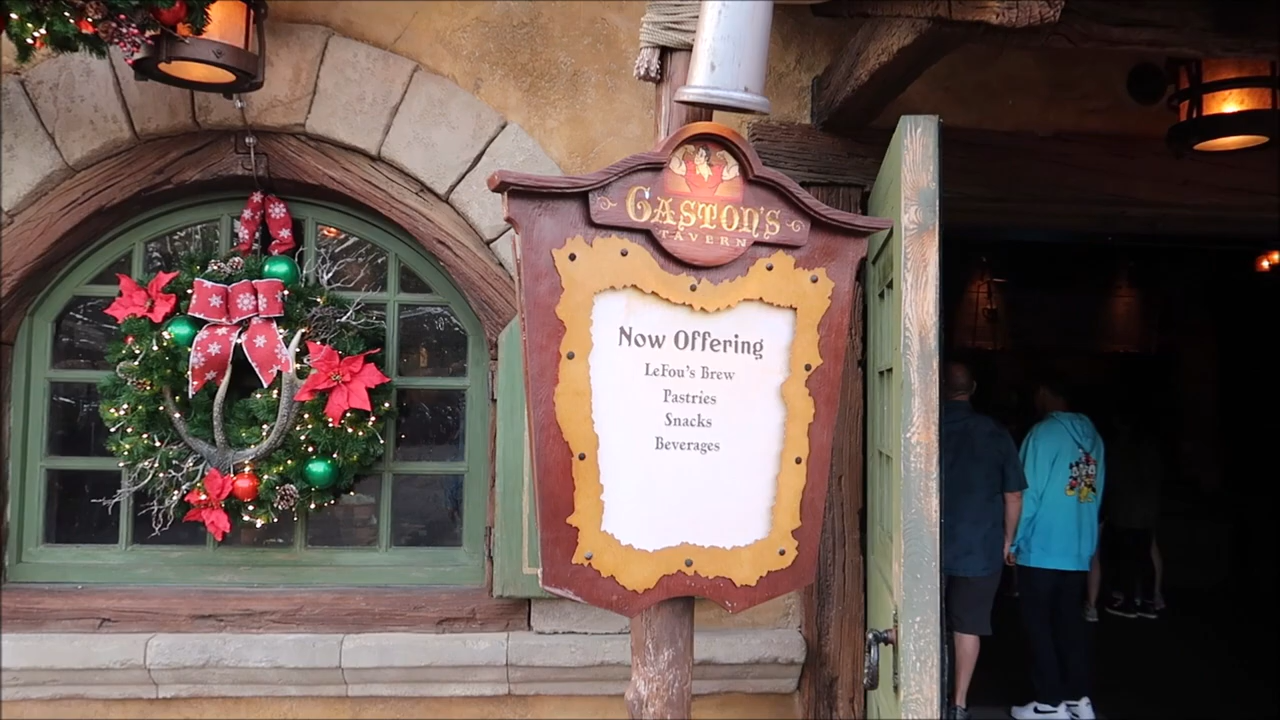 GASTON'S
TAVERN
Now Offering
LeFou's Brew
Pastries
Snacks
Beverages